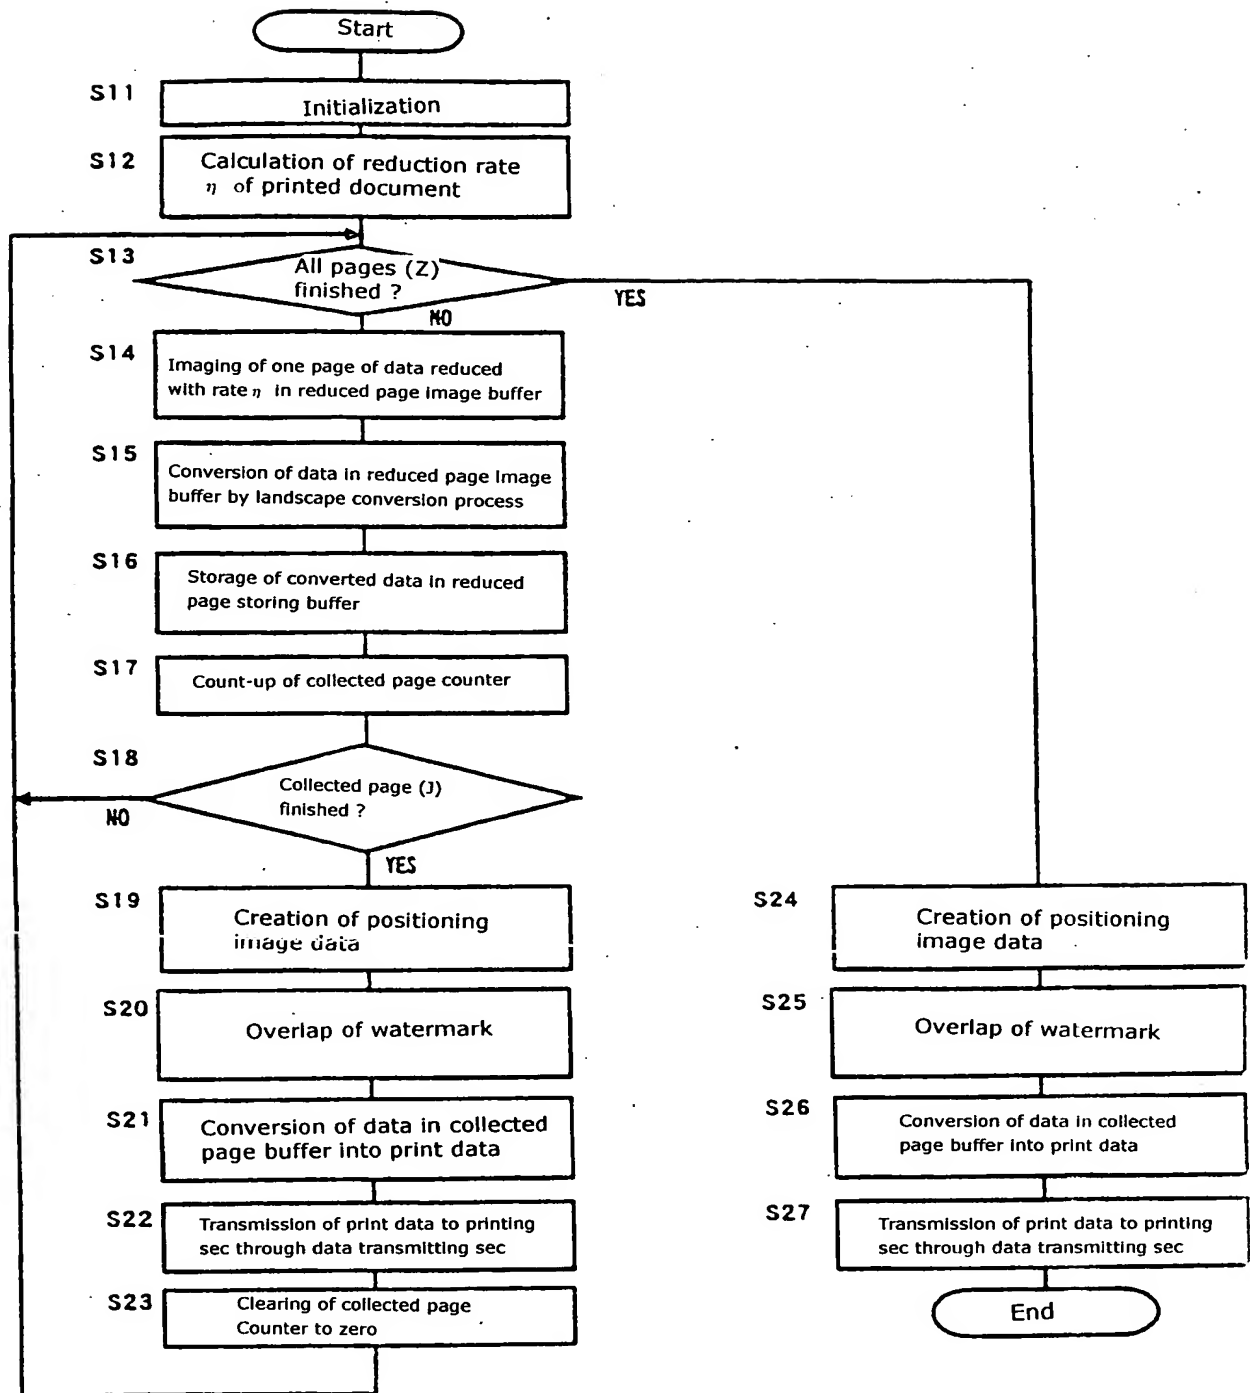 Start
S11
Initialization
S12
Calculation of reduction rate
η of printed document
S13
All pages (Z)
finished ?
YES
NO
S14
Imaging of one page of data reduced
with rate η in reduced page image buffer
S15
Conversion of data in reduced page image
buffer by landscape conversion process
S16
Storage of converted data in reduced
page storing buffer
S17
Count-up of collected page counter
S18
Collected page (J)
finished ?
NO
YES
S19
Creation of positioning
image data
S20
Overlap of watermark
S21
Conversion of data in collected
page buffer into print data
S22
Transmission of print data to printing
sec through data transmitting sec
S23
Clearing of collected page
Counter to zero
S24
Creation of positioning
image data
S25
Overlap of watermark
S26
Conversion of data in collected
page buffer into print data
S27
Transmission of print data to printing
sec through data transmitting sec
End